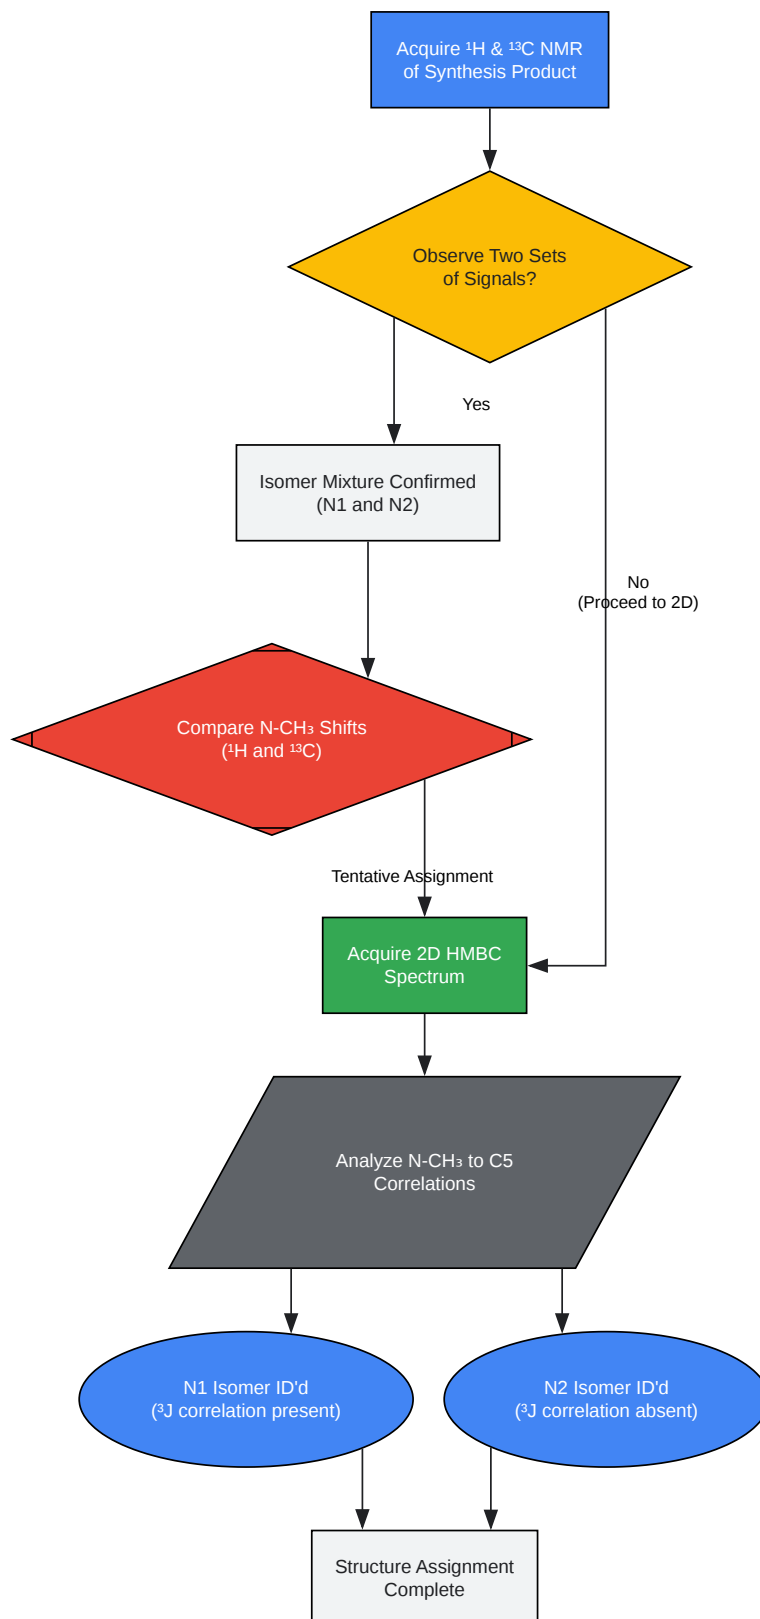 Acquire ¹H & ¹³C NMR
of Synthesis Product
Observe Two Sets
of Signals?
Yes
Isomer Mixture Confirmed
(N1 and N2)
No
(Proceed to 2D)
Compare N-CH₃ Shifts
(¹H and ¹³C)
Tentative Assignment
Acquire 2D HMBC
Spectrum
Analyze N-CH₃ to C5
Correlations
N1 Isomer ID'd
(³J correlation present)
N2 Isomer ID'd
(³J correlation absent)
Structure Assignment
Complete